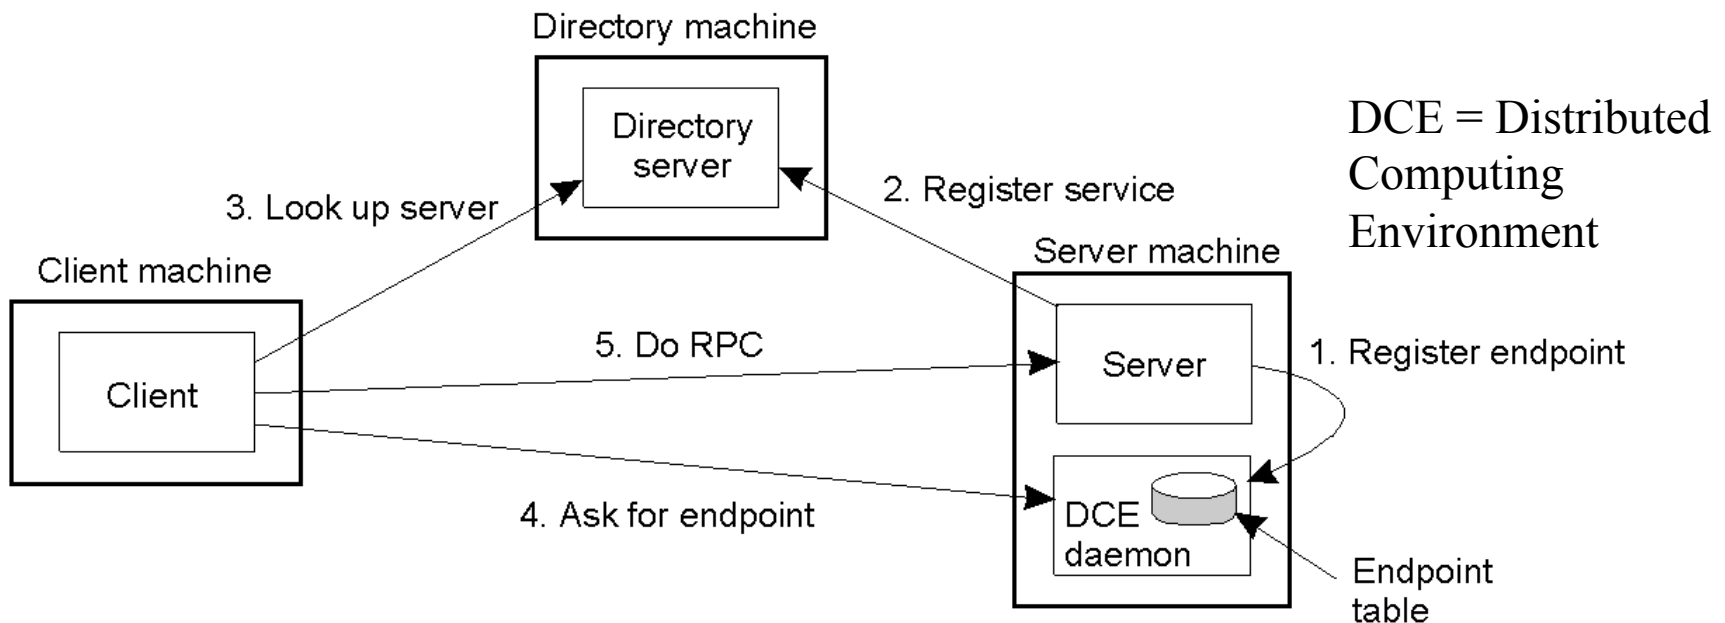 Directory machine
Directory
server
DCE = Distributed
Computing
Environment
2. Register service
3. Look up server
Server machine
Client machine
5. Do RPC
Server
1. Register endpoint
Client
4. Ask for endpoint
DCE
daemon
Endpoint
table